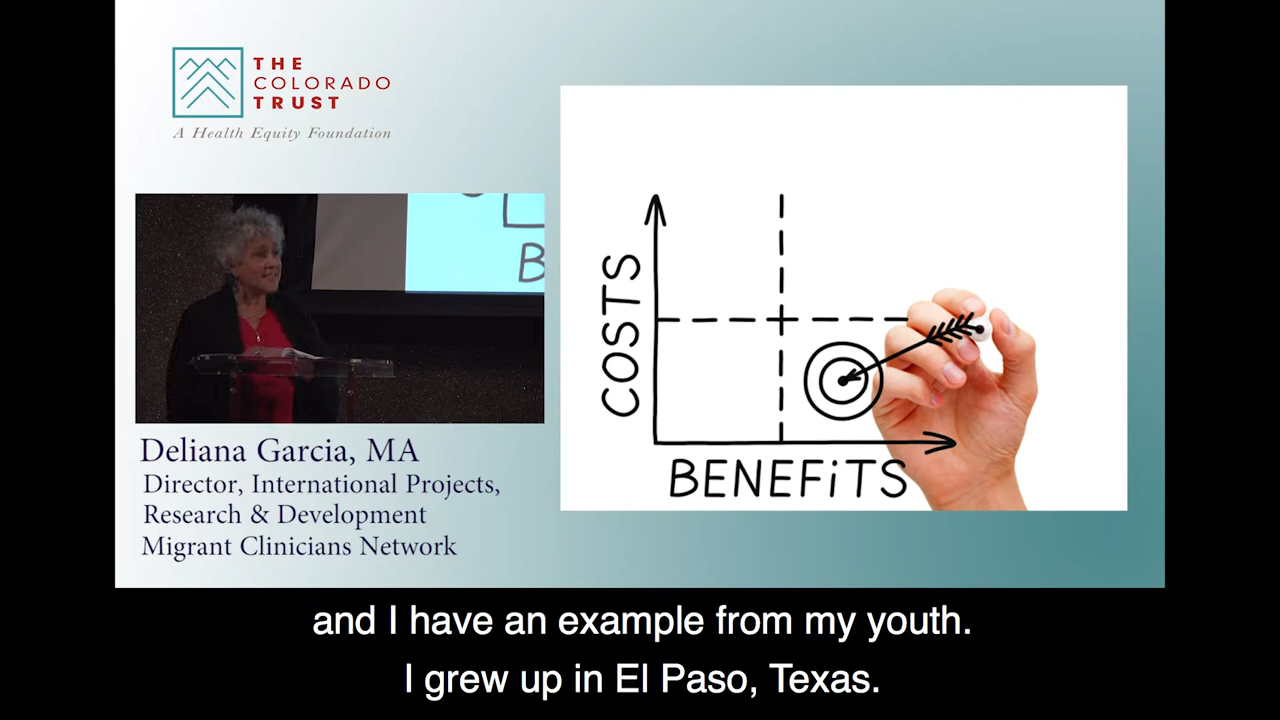 THE
COLORADO
TRUST
A Health Equity Foundation
B
Deliana Garcia, MA
Director, International Projects,
Research & Development
Migrant Clinicians Network
COSTS
BENEFiTS
and I have an example from my youth.
I grew up in El Paso, Texas.